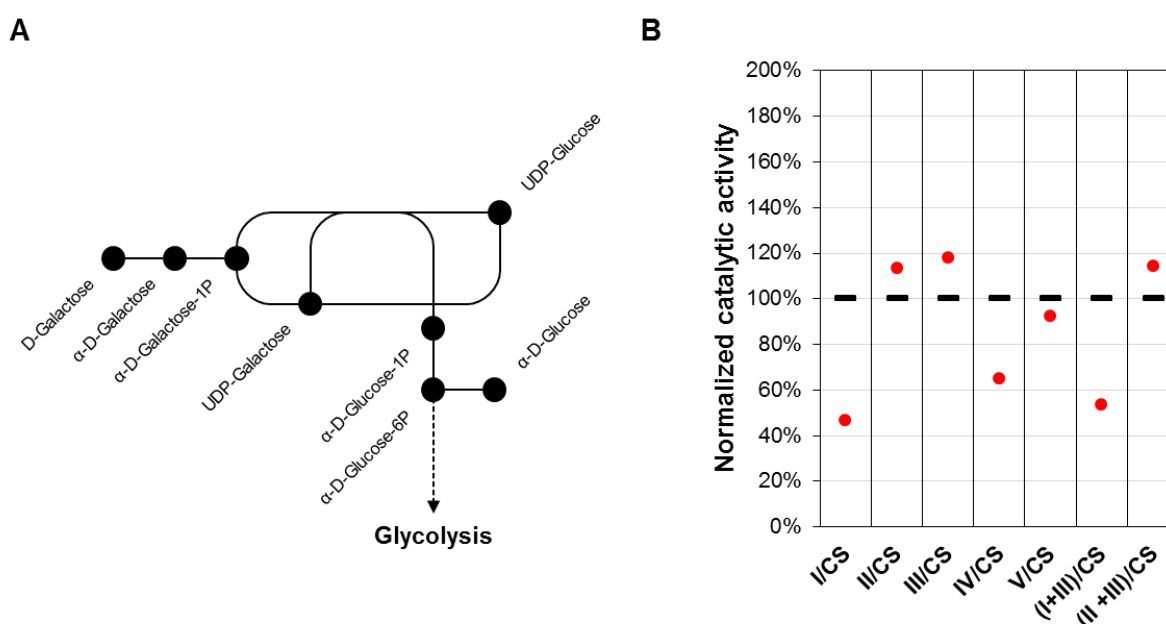 A
D-Galactose
α-D-Galactose
α-D-Galactose-1P
UDP-Galactose
UDP-Glucose
α-D-Glucose-1P
α-D-Glucose
α-D-Glucose-6P
Glycolysis
B
Normalized catalytic activity
200%
180%
160%
140%
120%
100%
80%
60%
40%
20%
0%
I/CS
II/CS
III/CS
IV/CS
V/CS
(I+III)/CS
(II +III)/CS